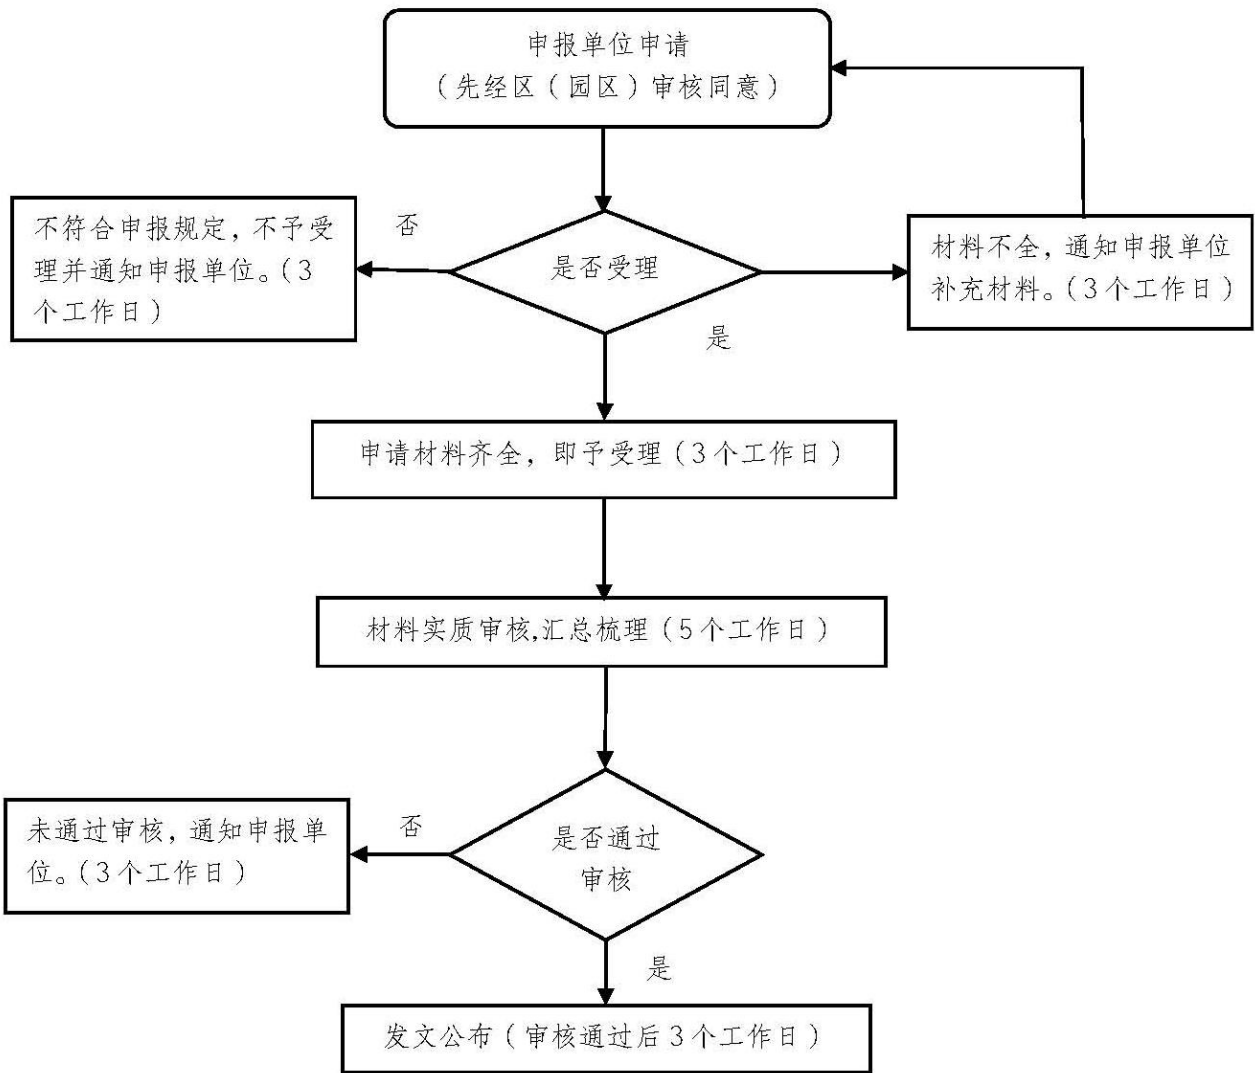 申报单位申请
（先经区（园区）审核同意）
不符合申报规定，不予受
理并通知申报单位。（3
个工作日）
否
是否受理
材料不全，通知申报单位
补充材料。（3个工作日）
是
申请材料齐全，即予受理（3个工作日）
材料实质审核,汇总梳理（5个工作日）
未通过审核，通知申报单
位。（3个工作日）
否
是否通过
审核
是
发文公布（审核通过后3个工作日）